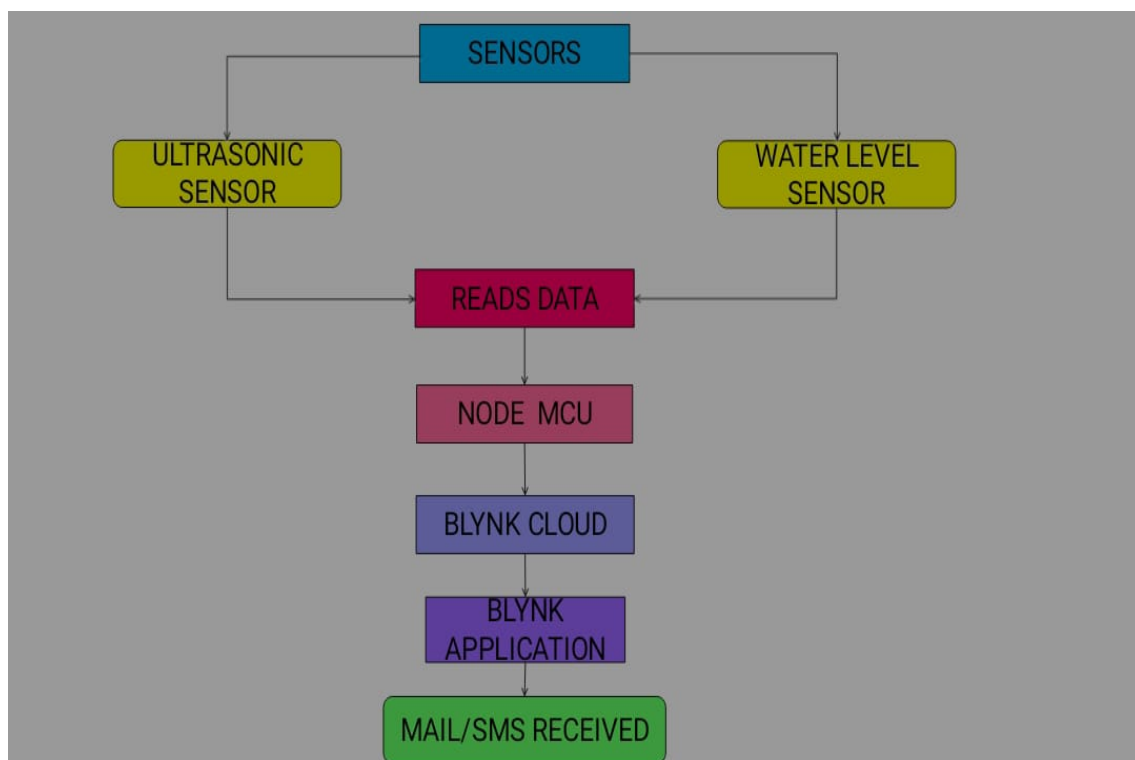 SENSORS
ULTRASONIC
SENSOR
WATER LEVEL
SENSOR
READS DATA
NODE MCU
BLYNK CLOUD
BLYNK
APPLICATION
MAIL/SMS RECEIVED